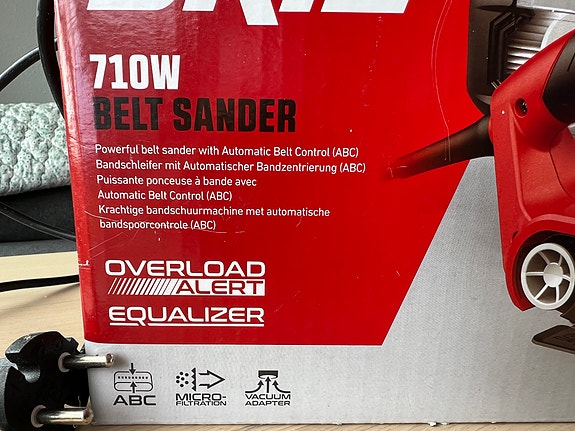 710W
BELT SANDER
Powerful belt sander with Automatic Belt Control (ABC)
Bandschleifer mit Automatischer Bandzentrierung (ABC)
Puissante ponceuse à bande avec
Automatic Belt Control (ABC)
Krachtige bandschuurmachine met automatische
bandspoorcontrole (ABC)
OVERLOAD
ALERT
EQUALIZER
ABC
MICRO-
FILTRATION
VACUUM
ADAPTER